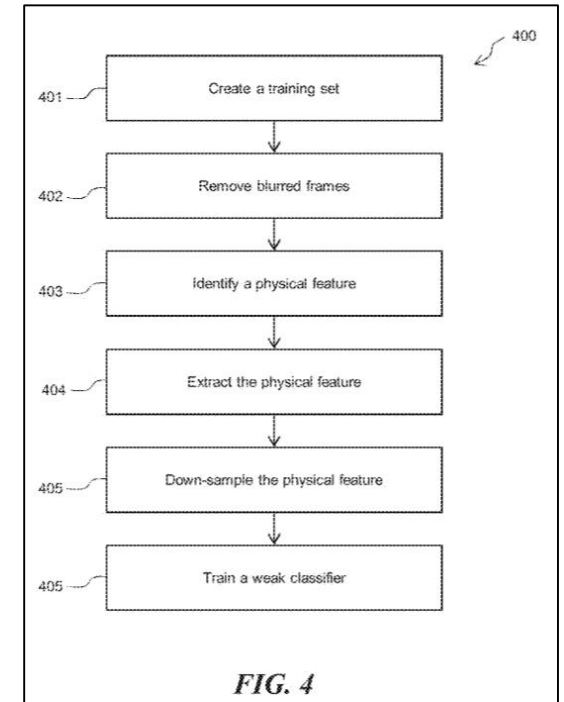 400
401
Create a training set
402
Remove blurred frames
403
Identify a physical feature
404
Extract the physical feature
405
Down-sample the physical feature
405
Train a weak classifier
FIG. 4